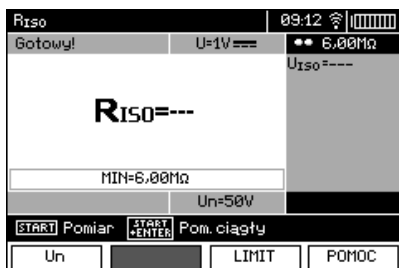 RISO 09:12
Gotowy! U=1V 6,00MΩ
UISO=---
RISO=---
MIN=6,00MΩ
Un=50V
START Pomiar START +ENTER Pom. ciągły
Un LIMIT POMOC